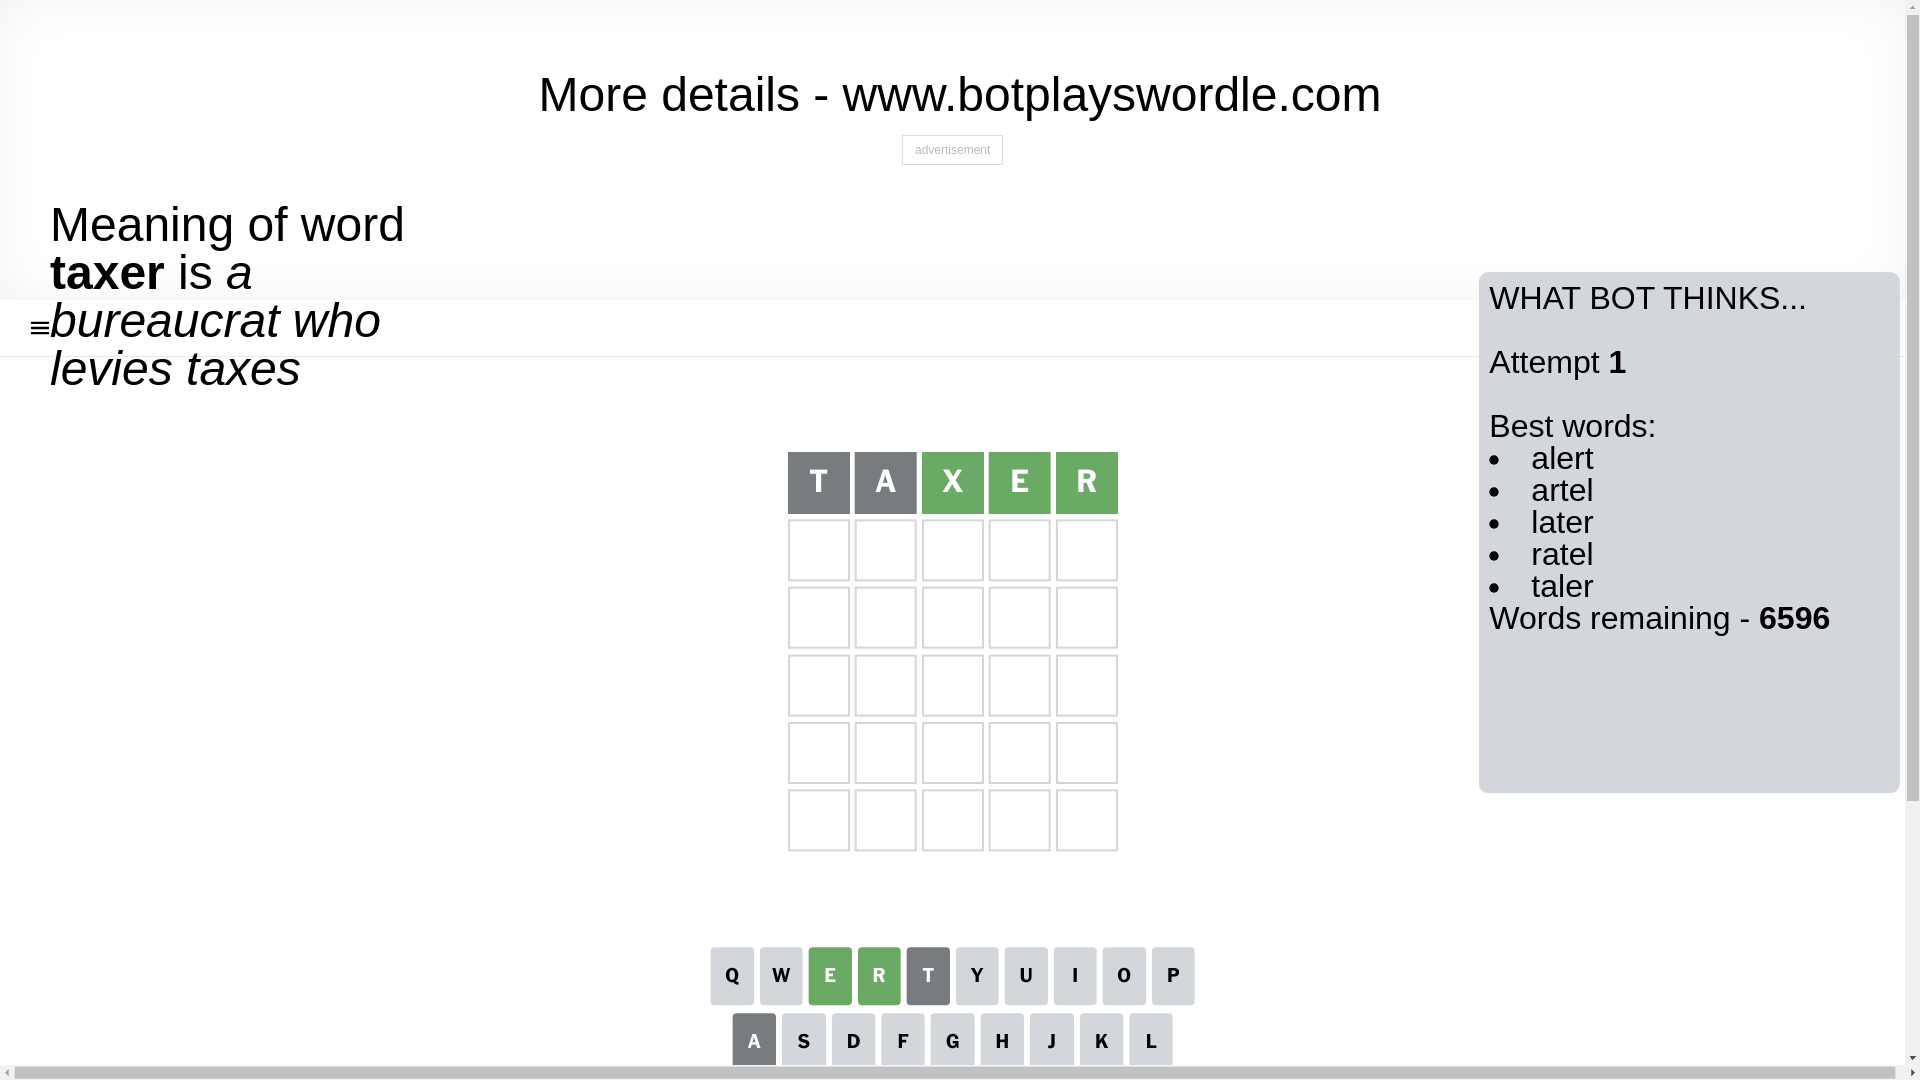 More details - www.botplayswordle.com
advertisement
Meaning of word
taxer is a
bureaucrat who
levies taxes
WHAT BOT THINKS...
Attempt 1
Best words:
alert
artel
later
ratel
taler
Words remaining - 6596
T A X E R
Q W E R T Y U I O P
A S D F G H J K L